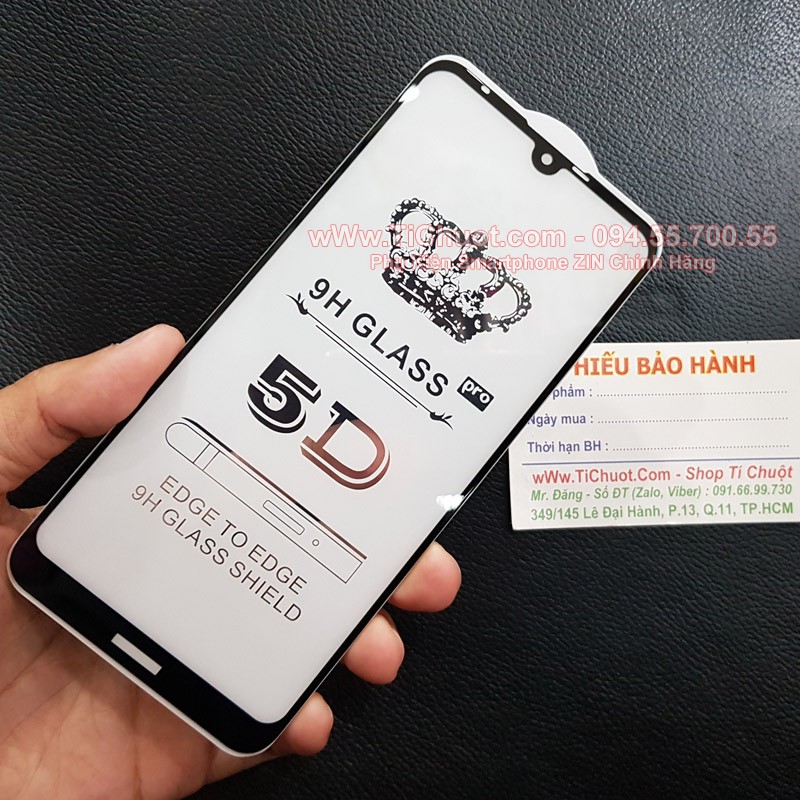 wWw.TiChuot.com - 094.55.700.55
Phụ Kiện Smartphone ZIN Chính Hãng
9H GLASS
pro
5D
EDGE TO EDGE
9H GLASS SHIELD
HIẾU BẢO HÀNH
phẩm :
Ngày mua :
Thời hạn BH :
wWw.TiChuot.Com - Shop Tí Chuột
Mr. Đăng - Số ĐT (Zalo, Viber) : 091.66.99.730
349/145 Lê Đại Hành, P.13, Q.11, TP.HCM